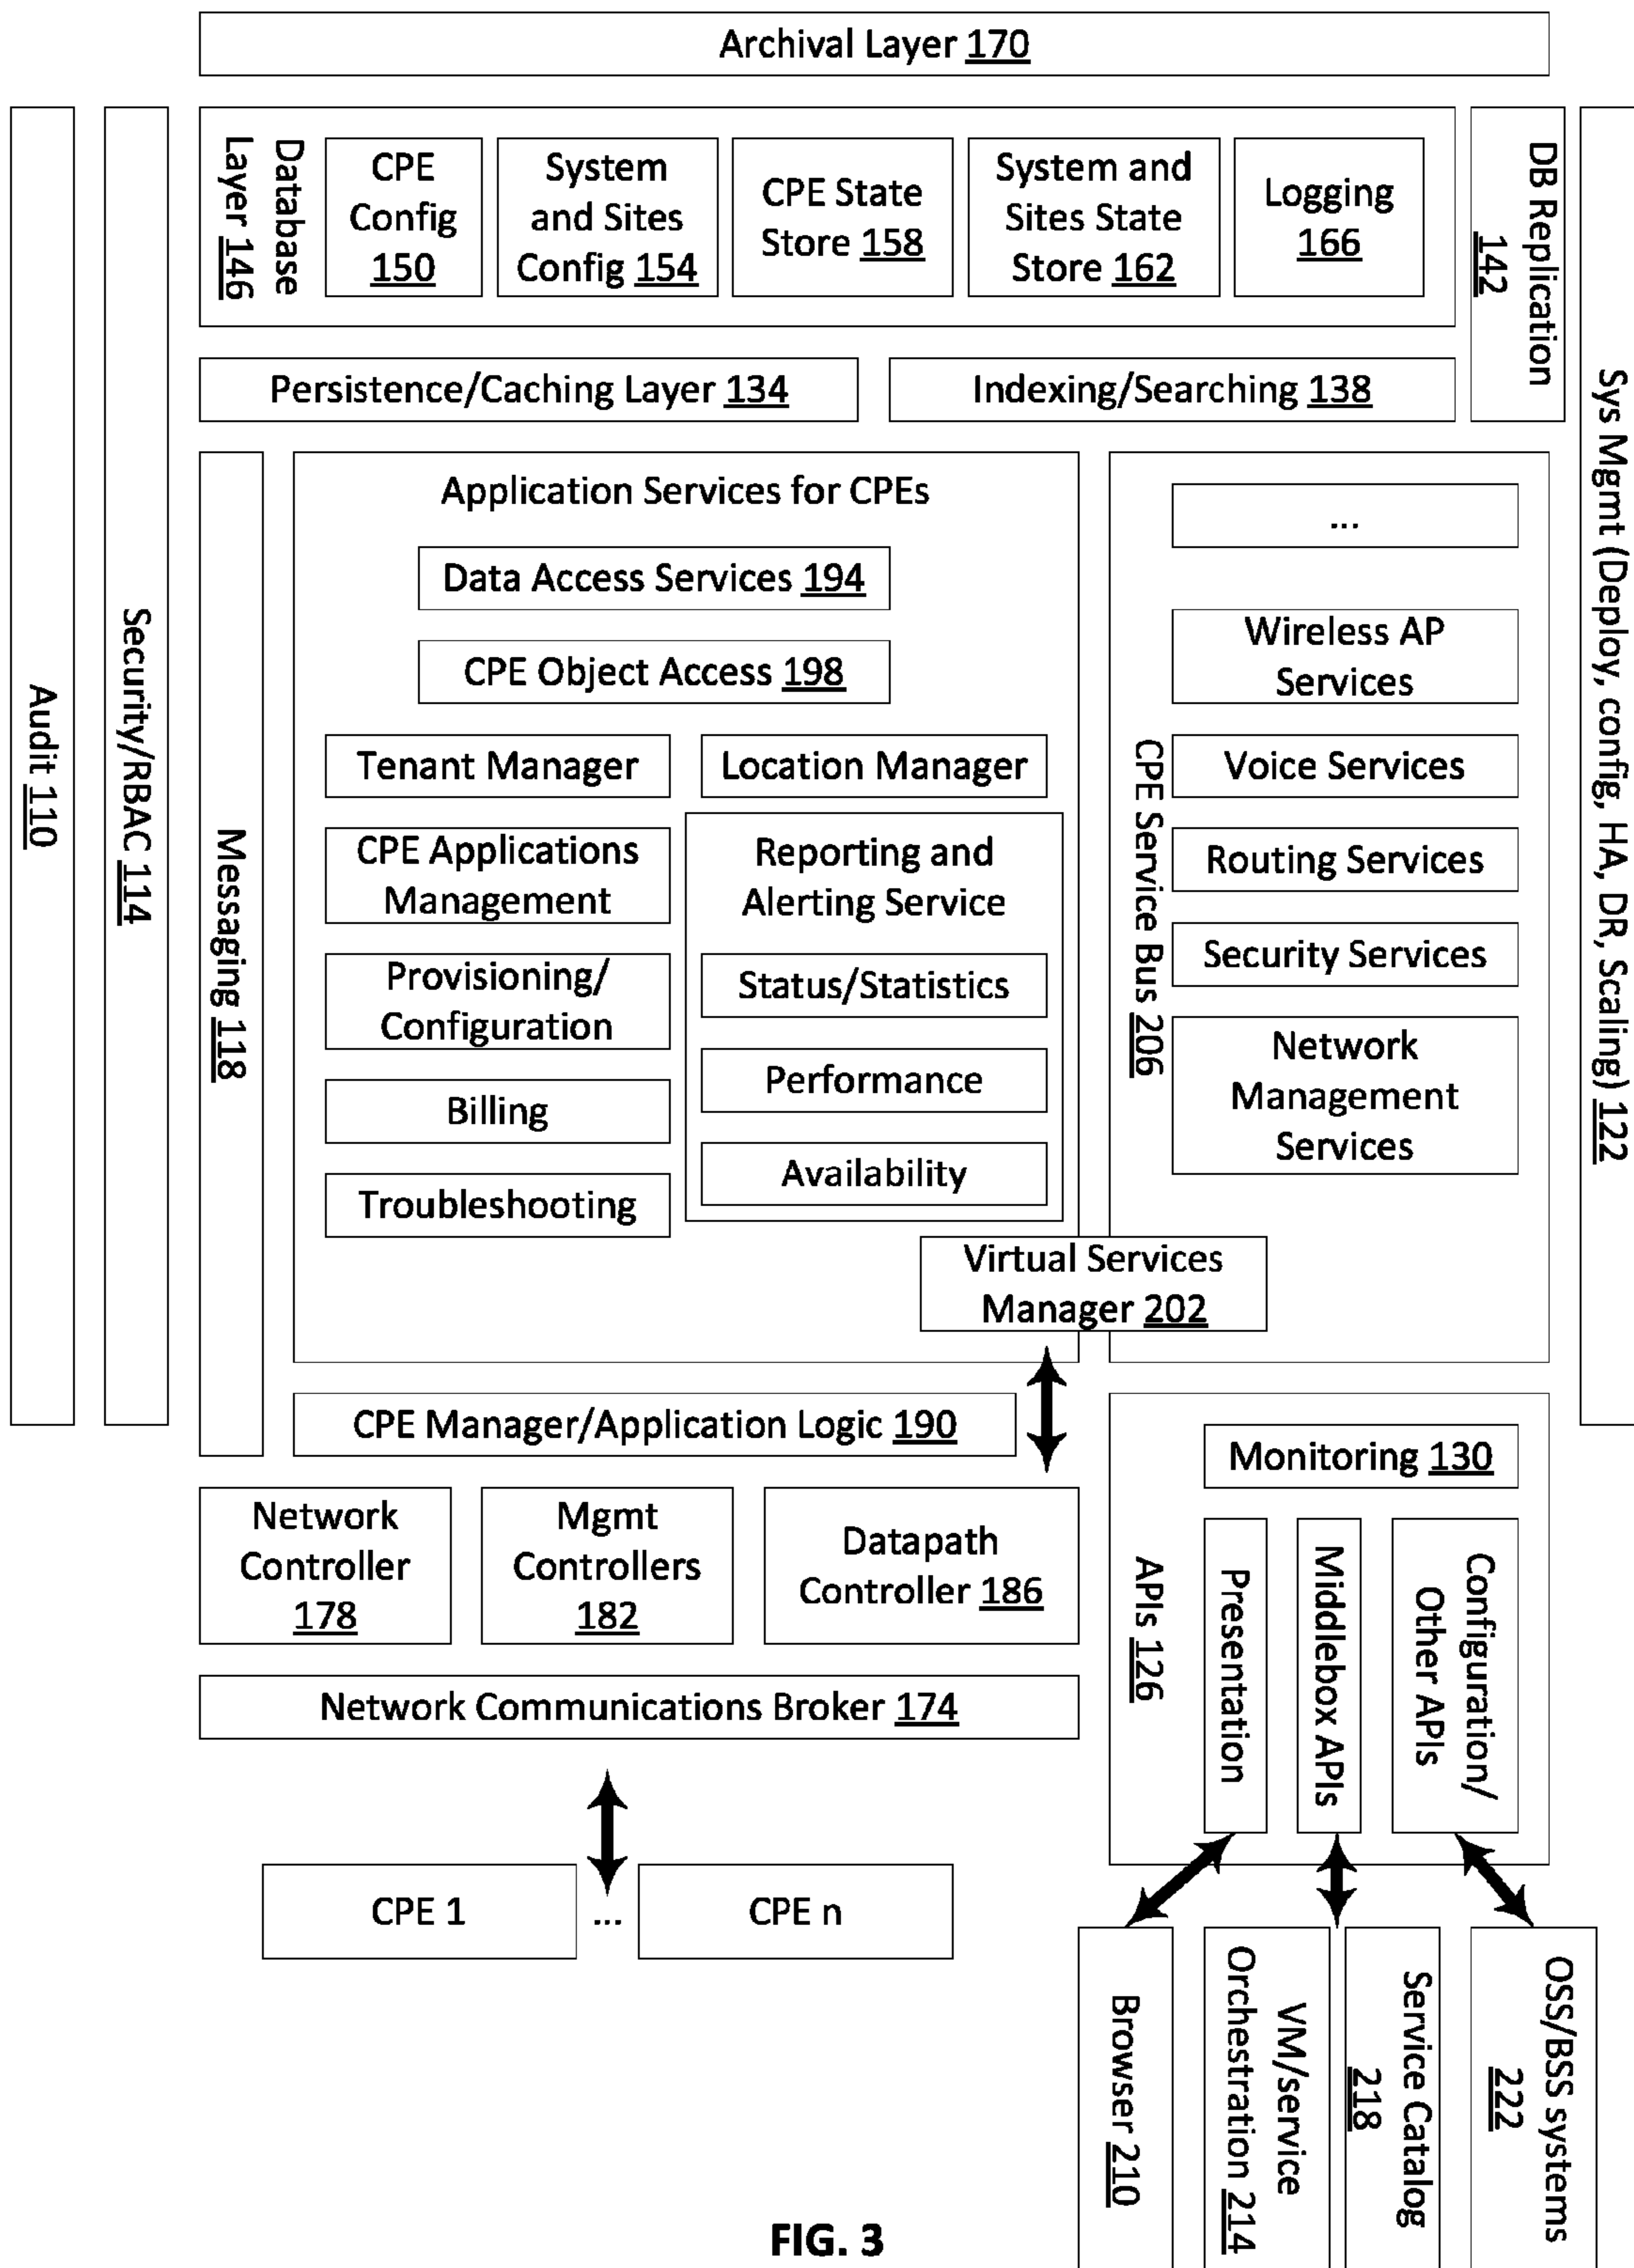 Archival Layer 170
Database
Layer 146
CPE
Config
150
System
and Sites
Config 154
CPE State
Store 158
System and
Sites State
Store 162
Logging
166
DB Replication
142
Sys Mgmt (Deploy, config, HA, DR, Scaling) 122
Persistence/Caching Layer 134
Indexing/Searching 138
Audit 110
Security/RBAC 114
Messaging 118
Application Services for CPEs
Data Access Services 194
CPE Object Access 198
Tenant Manager
Location Manager
CPE Applications
Management
Provisioning/
Configuration
Billing
Troubleshooting
Reporting and
Alerting Service
Status/Statistics
Performance
Availability
CPE Service Bus 206
...
Wireless AP
Services
Voice Services
Routing Services
Security Services
Network
Management
Services
Virtual Services
Manager 202
CPE Manager/Application Logic 190
Network
Controller
178
Mgmt
Controllers
182
Datapath
Controller 186
Network Communications Broker 174
CPE 1
...
CPE n
APIs 126
Monitoring 130
Presentation
Middlebox APIs
Configuration/
Other APIs
Browser 210
VM/service
Orchestration 214
Service Catalog
218
OSS/BSS systems
222
FIG. 3